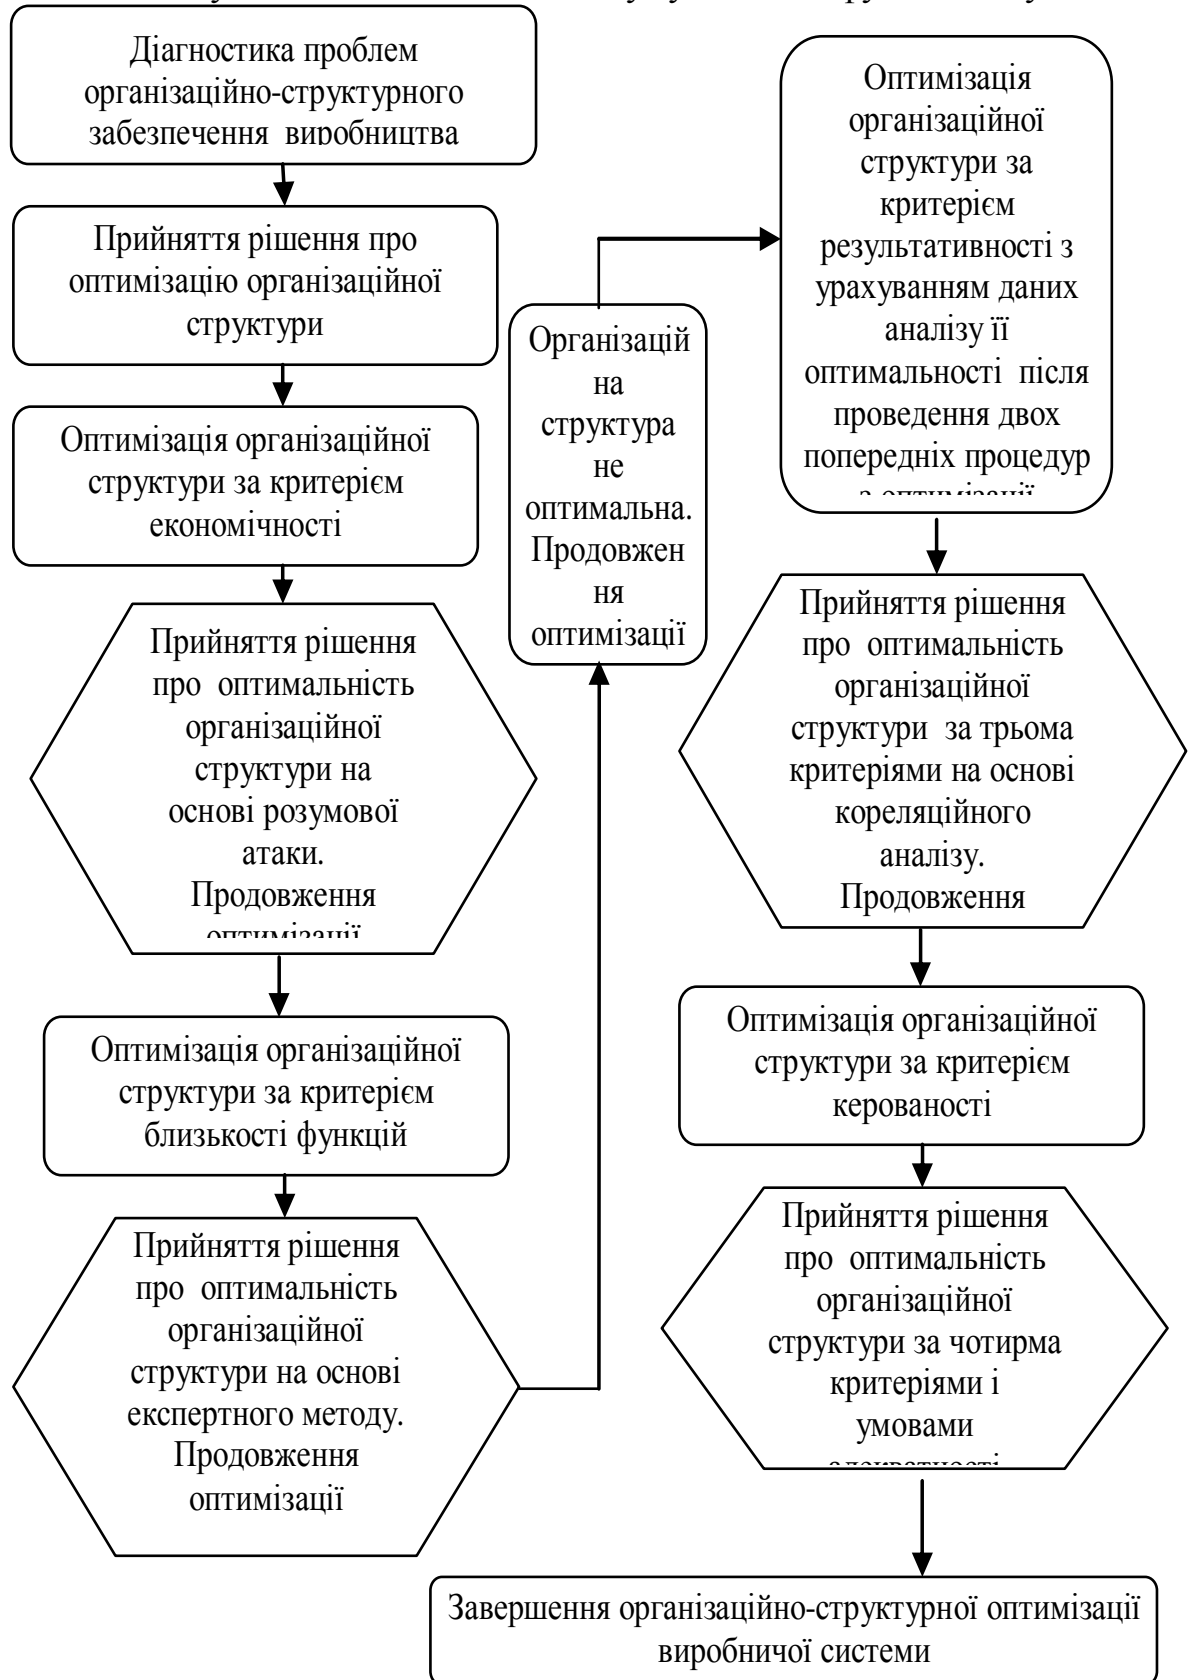 Діагностика проблем
організаційно-структурного
забезпечення виробництва
Прийняття рішення про
оптимізацію організаційної
структури
Оптимізація організаційної
структури за критерієм
економічності
Прийняття рішення
про оптимальність
організаційної
структури на
основі розумової
атаки.
Продовження
оптимізації
Оптимізація організаційної
структури за критерієм
близькості функцій
Прийняття рішення
про оптимальність
організаційної
структури на основі
експертного методу.
Продовження
оптимізації
Організацій
на
структура
не
оптимальна.
Продовжен
ня
оптимізації
Оптимізація
організаційної
структури за
критерієм
результативності з
урахуванням даних
аналізу її
оптимальності після
проведення двох
попередніх процедур
з оптимізації
Прийняття рішення
про оптимальність
організаційної
структури за трьома
критеріями на основі
кореляційного
аналізу.
Продовження
Оптимізація організаційної
структури за критерієм
керованості
Прийняття рішення
про оптимальність
організаційної
структури за чотирма
критеріями і
умовами
адекватності
Завершення організаційно-структурної оптимізації
виробничої системи